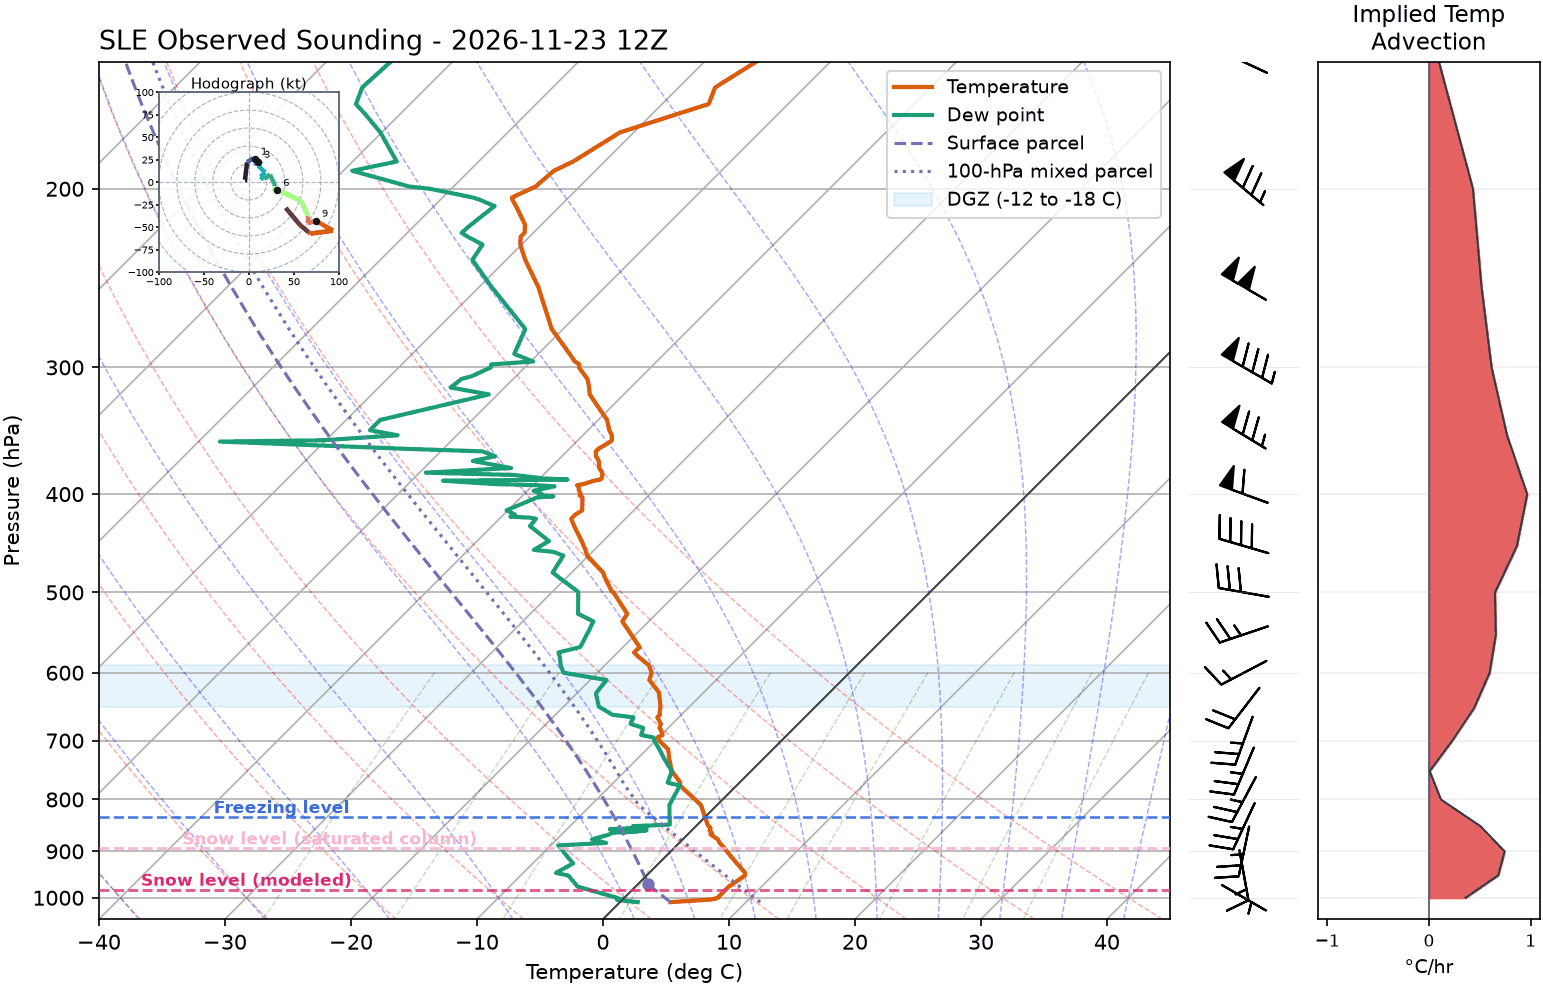 SLE Observed Sounding - 2026-11-23 12Z
Implied Temp
Advection
Hodograph (kt)
100
75
50
25
0
−25
−50
−75
−100
−100
−50
0
50
100
1
3
6
9
Temperature
Dew point
Surface parcel
100-hPa mixed parcel
DGZ (-12 to -18 C)
200
300
400
500
600
700
800
900
1000
Pressure (hPa)
Freezing level
Snow level (saturated column)
Snow level (modeled)
−40
−30
−20
−10
0
10
20
30
40
Temperature (deg C)
−1
0
1
°C/hr